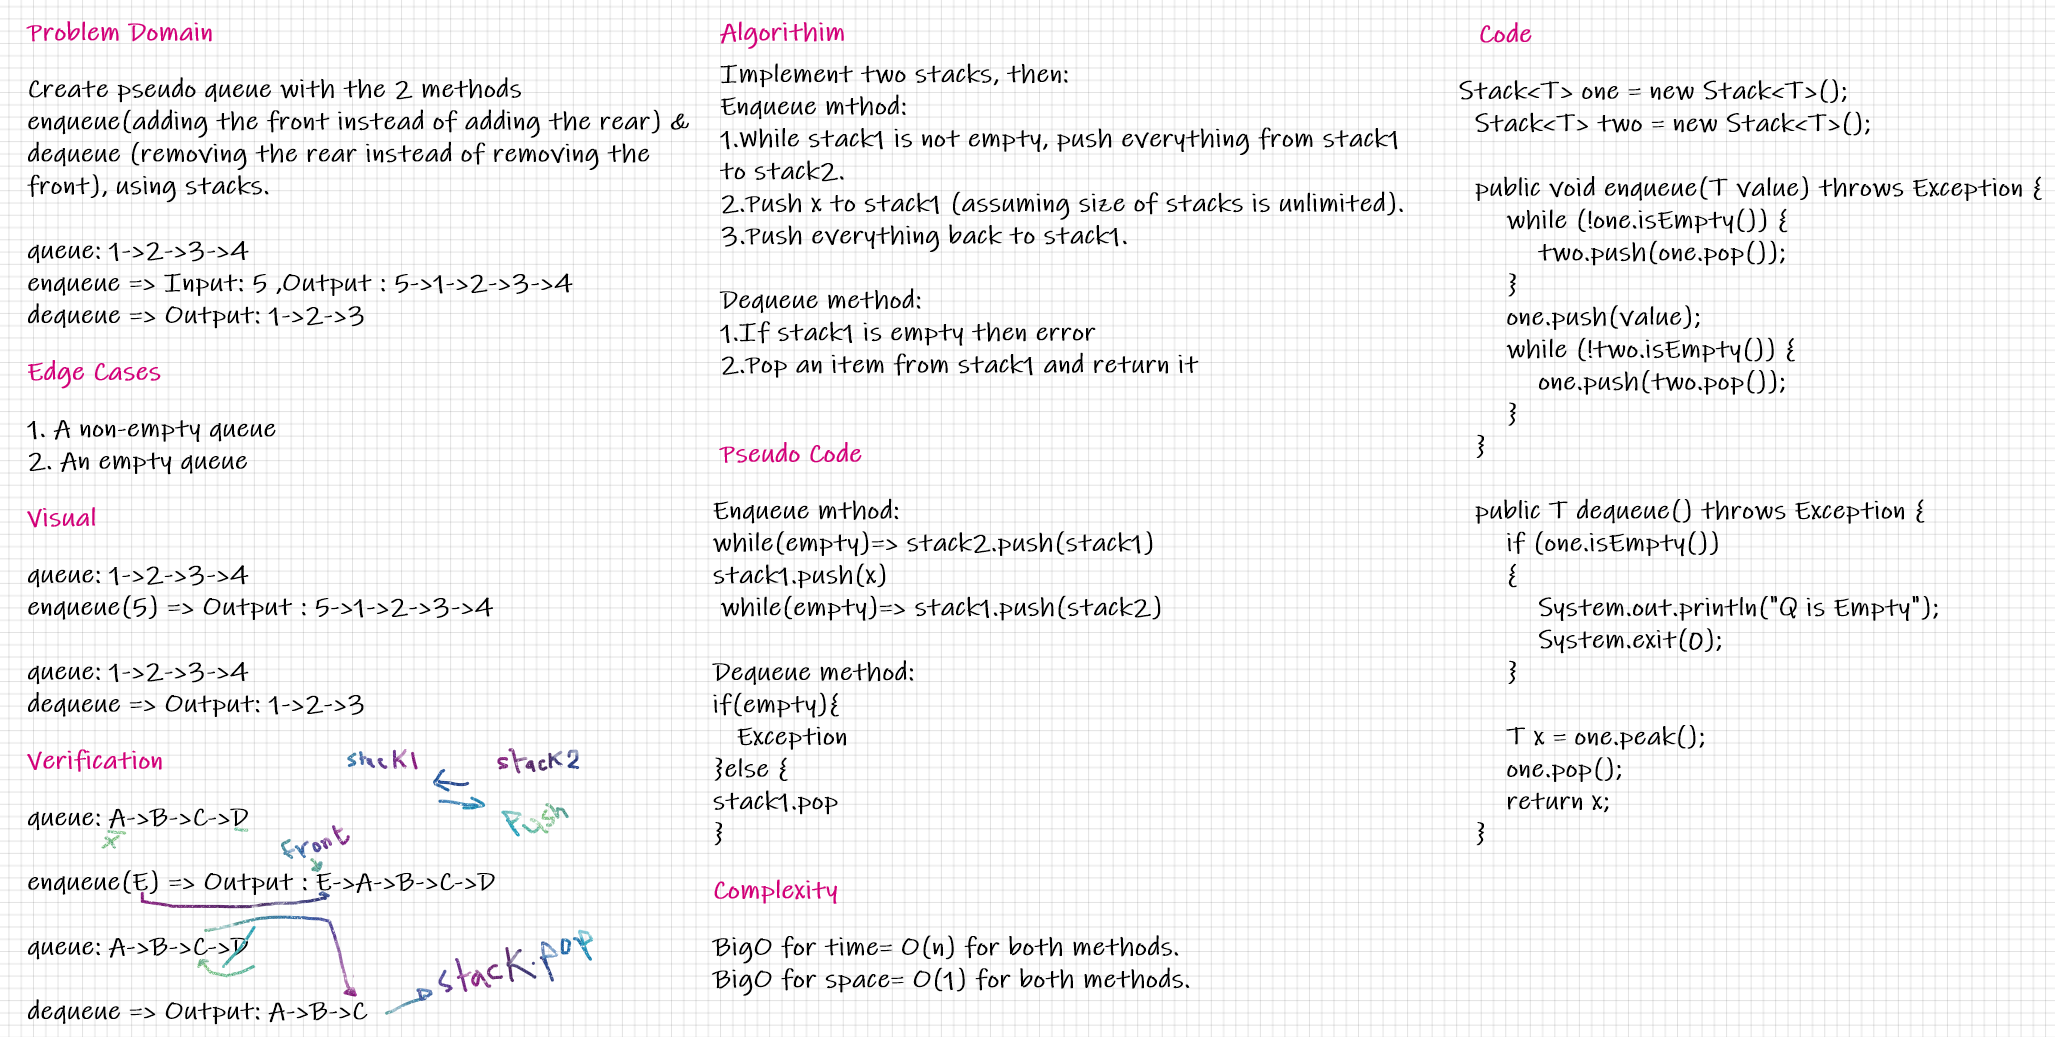 Problem Domain
Create pseudo queue with the 2 methods
enqueue(adding the front instead of adding the rear) &
dequeue (removing the rear instead of removing the
front), using stacks.
queue: 1->2->3->4
enqueue => Input: 5 ,Output : 5->1->2->3->4
dequeue => Output: 1->2->3
Edge Cases
1. A non-empty queue
2. An empty queue
Visual
queue: 1->2->3->4
enqueue(5) => Output : 5->1->2->3->4
queue: 1->2->3->4
dequeue => Output: 1->2->3
Verification
stack1 stack2
push
queue: A->B->C->D
x
front
enqueue(E) => Output : E->A->B->C->D
queue: A->B->C->D
stack.pop
dequeue => Output: A->B->C
Algorithim
Implement two stacks, then:
Enqueue mthod:
1.While stack1 is not empty, push everything from stack1
to stack2.
2.Push x to stack1 (assuming size of stacks is unlimited).
3.Push everything back to stack1.
Dequeue method:
1.If stack1 is empty then error
2.Pop an item from stack1 and return it
Pseudo Code
Enqueue mthod:
while(empty)=> stack2.push(stack1)
stack1.push(x)
while(empty)=> stack1.push(stack2)
Dequeue method:
if(empty){
Exception
}else {
stack1.pop
}
Complexity
BigO for time= O(n) for both methods.
BigO for space= O(1) for both methods.
Code
Stack<T> one = new Stack<T>();
Stack<T> two = new Stack<T>();
public void enqueue(T value) throws Exception {
while (!one.isEmpty()) {
two.push(one.pop());
}
one.push(value);
while (!two.isEmpty()) {
one.push(two.pop());
}
}
public T dequeue() throws Exception {
if (one.isEmpty())
{
System.out.println("Q is Empty");
System.exit(0);
}
T x = one.peak();
one.pop();
return x;
}